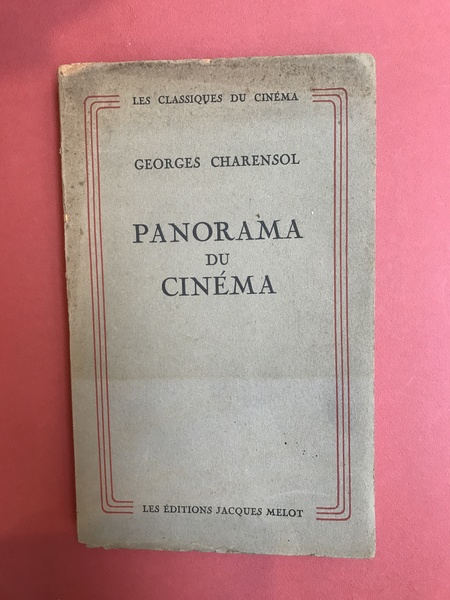 LES CLASSIQUES DU CINÉMA
GEORGES CHARENSOL
PANORAMA
DU
CINÉMA
LES ÉDITIONS JACQUES MELOT